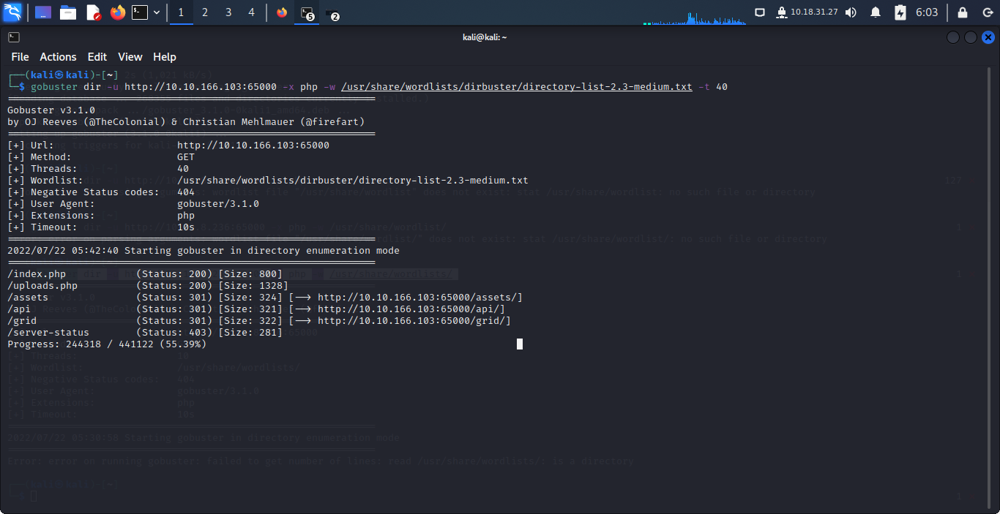 1 2 3 4 5 2 10.18.31.27 6:03
kali@kali: ~
File Actions Edit View Help
┌──(kali㉿kali)-[~]
└─$ gobuster dir -u http://10.10.166.103:65000 -x php -w /usr/share/wordlists/dirbuster/directory-list-2.3-medium.txt -t 40
===============================================================
Gobuster v3.1.0
by OJ Reeves (@TheColonial) & Christian Mehlmauer (@firefart)
===============================================================
[+] Url: http://10.10.166.103:65000
[+] Method: GET
[+] Threads: 40
[+] Wordlist: /usr/share/wordlists/dirbuster/directory-list-2.3-medium.txt
[+] Negative Status codes: 404
[+] User Agent: gobuster/3.1.0
[+] Extensions: php
[+] Timeout: 10s
===============================================================
2022/07/22 05:42:40 Starting gobuster in directory enumeration mode
===============================================================
/index.php (Status: 200) [Size: 800]
/uploads.php (Status: 200) [Size: 1328]
/assets (Status: 301) [Size: 324] [--> http://10.10.166.103:65000/assets/]
/api (Status: 301) [Size: 321] [--> http://10.10.166.103:65000/api/]
/grid (Status: 301) [Size: 322] [--> http://10.10.166.103:65000/grid/]
/server-status (Status: 403) [Size: 281]
Progress: 244318 / 441122 (55.39%)
[+] Threads: 10
[+] Wordlist: /usr/share/wordlists/
[+] Negative Status codes: 404
[+] User Agent: gobuster/3.1.0
[+] Extensions: php
[+] Timeout: 10s
===============================================================
2022/07/22 05:30:58 Starting gobuster in directory enumeration mode
===============================================================
Error: error on running gobuster: failed to get number of lines: read /usr/share/wordlists/: is a directory
┌──(kali㉿kali)-[~]
└─$